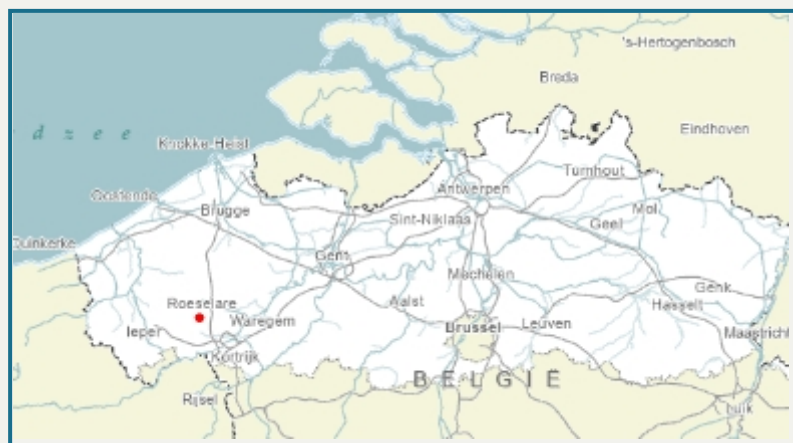 's-Hertogenbosch
Breda
Eindhoven
d z e e
Knokke-Heist
Turnhout
Antwerpen
Oostende
Brugge
Sint-Niklaas
Mol
Geel
Duinkerke
Gent
Mechelen
Genk
Roeselare
Aalst
Hasselt
Waregem
Ieper
Brussel
Leuven
Maastricht
Kortrijk
BELGIË
Rijsel
Luik